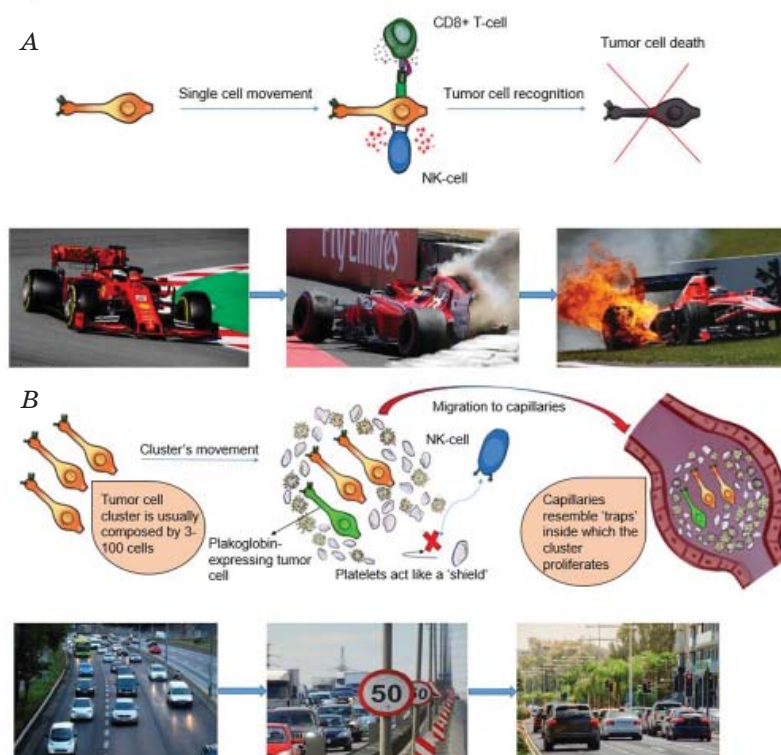 A
CD8+ T-cell
Tumor cell death
Single cell movement
Tumor cell recognition
NK-cell
Fly Emirates
B
Migration to capillaries
NK-cell
Cluster's movement
Tumor cell
cluster is usually
composed by 3-
100 cells
Plakoglobin-
expressing tumor
cell
Platelets act like a 'shield'
Capillaries
resemble 'traps'
inside which the
cluster
proliferates
50
50